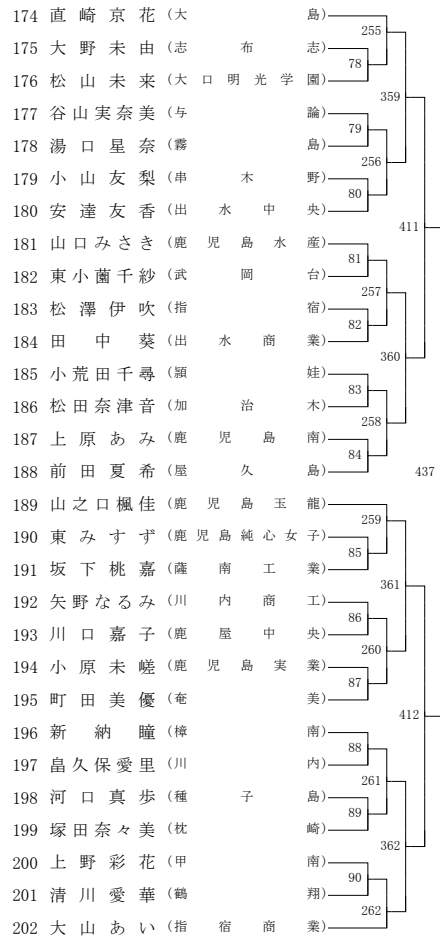 174 直崎京花 (大島)
175 大野未由 (志布志)
176 松山未来 (大口明光学園)
177 谷山実奈美 (与論)
178 湯口星奈 (霧島)
179 小山友梨 (串木野)
180 安達友香 (出水中央)
181 山口みさき (鹿児島水産)
182 東小薗千紗 (武岡台)
183 松澤伊吹 (指宿)
184 田中葵 (出水商業)
185 小荒田千尋 (頴娃)
186 松田奈津音 (加治木)
187 上原あみ (鹿児島南)
188 前田夏希 (屋久島)
189 山之口楓佳 (鹿児島玉龍)
190 東みすず (鹿児島純心女子)
191 坂下桃嘉 (薩南工業)
192 矢野なるみ (川内商工)
193 川口嘉子 (鹿屋中央)
194 小原未嵯 (鹿児島実業)
195 町田美優 (奄美)
196 新納瞳 (樟南)
197 畠久保愛里 (川内)
198 河口真歩 (種子島)
199 塚田奈々美 (枕崎)
200 上野彩花 (甲南)
201 清川愛華 (鶴翔)
202 大山あい (指宿商業)
78
79
80
81
82
83
84
85
86
87
88
89
90
255
256
257
258
259
260
261
262
359
360
361
362
411
412
437